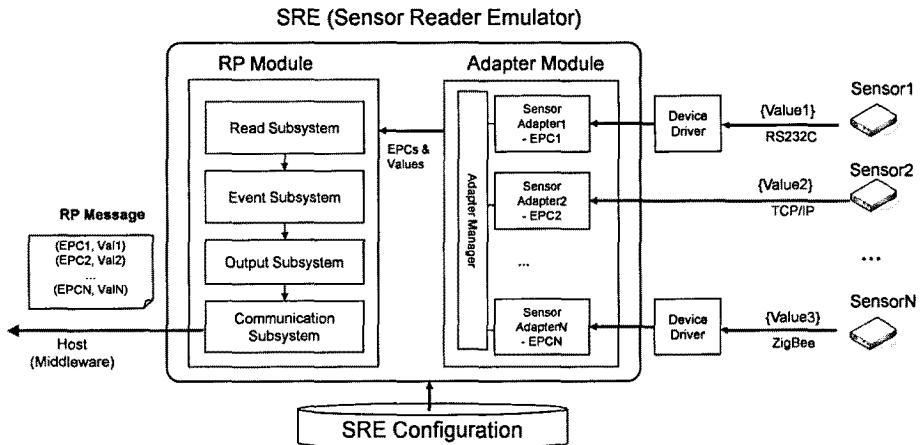 SRE (Sensor Reader Emulator)
RP Module
Read Subsystem
Event Subsystem
Output Subsystem
Communication
Subsystem
EPCs &
Values
Adapter Module
Adapter Manager
Sensor
Adapter1
- EPC1
Sensor
Adapter2
- EPC2
...
Sensor
AdapterN
- EPCN
Device
Driver
Device
Driver
{Value1}
RS232C
{Value2}
TCP/IP
{Value3}
ZigBee
Sensor1
Sensor2
...
SensorN
RP Message
(EPC1, Val1)
(EPC2, Val2)
...
(EPCN, ValN)
Host
(Middleware)
SRE Configuration